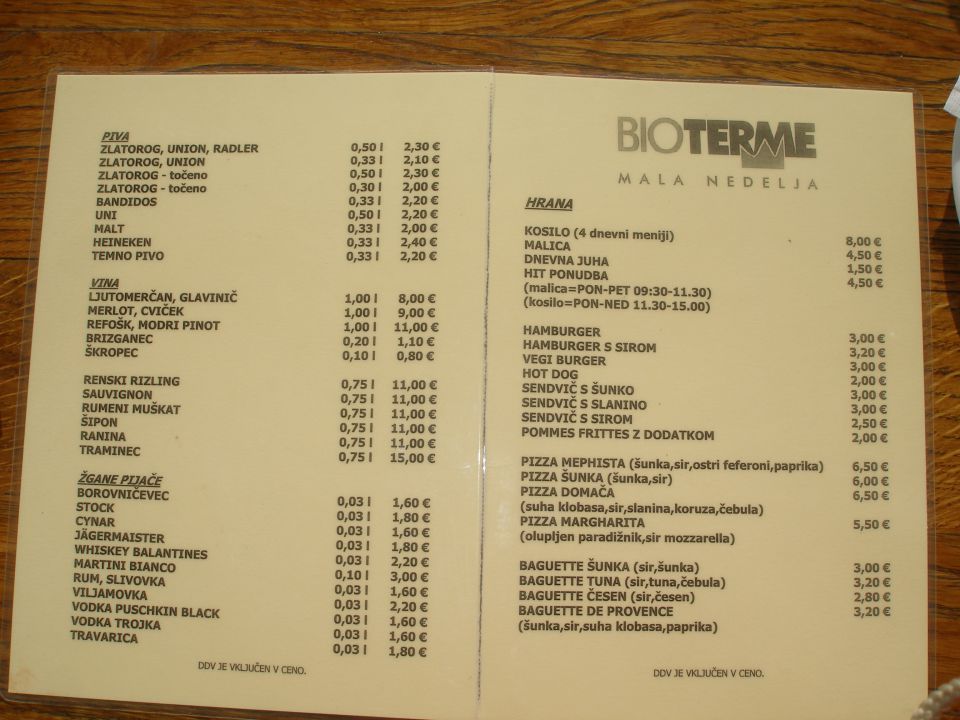 PIVA
ZLATOROG, UNION, RADLER 0,50 l 2,30 €
ZLATOROG, UNION 0,33 l 2,10 €
ZLATOROG - točeno 0,50 l 2,30 €
ZLATOROG - točeno 0,30 l 2,00 €
BANDIDOS 0,33 l 2,20 €
UNI 0,50 l 2,20 €
MALT 0,33 l 2,00 €
HEINEKEN 0,33 l 2,40 €
TEMNO PIVO 0,33 l 2,20 €
VINA
LJUTOMERČAN, GLAVINIČ 1,00 l 8,00 €
MERLOT, CVIČEK 1,00 l 9,00 €
REFOŠK, MODRI PINOT 1,00 l 11,00 €
BRIZGANEC 0,20 l 1,10 €
ŠKROPEC 0,10 l 0,80 €
RENSKI RIZLING 0,75 l 11,00 €
SAUVIGNON 0,75 l 11,00 €
RUMENI MUŠKAT 0,75 l 11,00 €
ŠIPON 0,75 l 11,00 €
RANINA 0,75 l 11,00 €
TRAMINEC 0,75 l 15,00 €
ŽGANE PIJAČE
BOROVNIČEVEC 0,03 l 1,60 €
STOCK 0,03 l 1,80 €
CYNAR 0,03 l 1,60 €
JÄGERMAISTER 0,03 l 1,80 €
WHISKEY BALANTINES 0,03 l 2,20 €
MARTINI BIANCO 0,10 l 3,00 €
RUM, SLIVOVKA 0,03 l 1,60 €
VILJAMOVKA 0,03 l 2,20 €
VODKA PUSCHKIN BLACK 0,03 l 1,60 €
VODKA TROJKA 0,03 l 1,60 €
TRAVARICA 0,03 l 1,80 €
DDV JE VKLJUČEN V CENO.
BIOTERME
MALA NEDELJA
HRANA
KOSILO (4 dnevni meniji) 8,00 €
MALICA 4,50 €
DNEVNA JUHA 1,50 €
HIT PONUDBA 4,50 €
(malica=PON-PET 09:30-11.30)
(kosilo=PON-NED 11.30-15.00)
HAMBURGER 3,00 €
HAMBURGER S SIROM 3,20 €
VEGI BURGER 3,00 €
HOT DOG 2,00 €
SENDVIČ S ŠUNKO 3,00 €
SENDVIČ S SLANINO 3,00 €
SENDVIČ S SIROM 2,50 €
POMMES FRITTES Z DODATKOM 2,00 €
PIZZA MEPHISTA (šunka,sir,ostri feferoni,paprika) 6,50 €
PIZZA ŠUNKA (šunka,sir) 6,00 €
PIZZA DOMAČA 6,50 €
(suha klobasa,sir,slanina,koruza,čebula)
PIZZA MARGHARITA 5,50 €
(olupljen paradižnik,sir mozzarella)
BAGUETTE ŠUNKA (sir,šunka) 3,00 €
BAGUETTE TUNA (sir,tuna,čebula) 3,20 €
BAGUETTE ČESEN (sir,česen) 2,80 €
BAGUETTE DE PROVENCE 3,20 €
(šunka,sir,suha klobasa,paprika)
DDV JE VKLJUČEN V CENO.